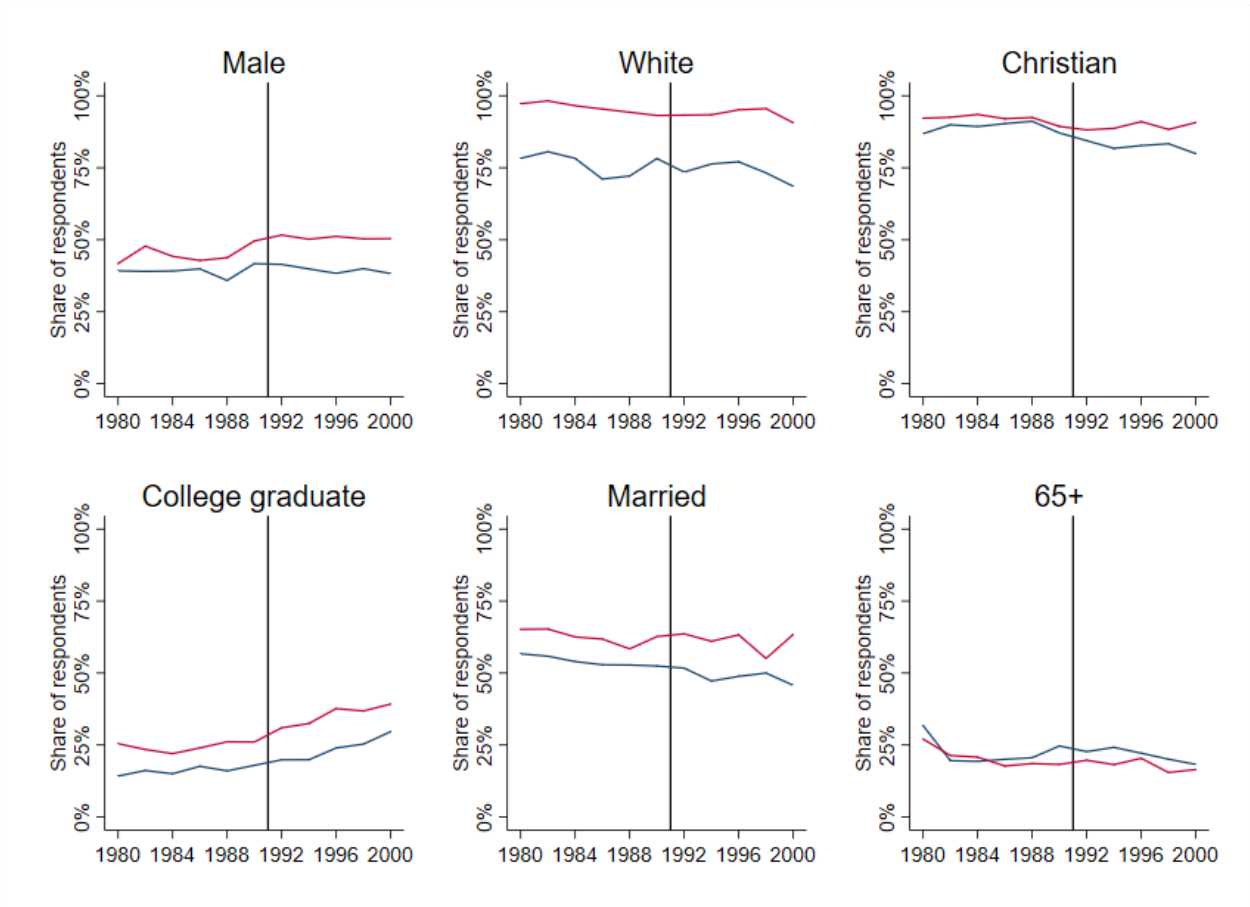 Male
Share of respondents
0% 25% 50% 75% 100%
1980 1984 1988 1992 1996 2000
White
Share of respondents
0% 25% 50% 75% 100%
1980 1984 1988 1992 1996 2000
Christian
Share of respondents
0% 25% 50% 75% 100%
1980 1984 1988 1992 1996 2000
College graduate
Share of respondents
0% 25% 50% 75% 100%
1980 1984 1988 1992 1996 2000
Married
Share of respondents
0% 25% 50% 75% 100%
1980 1984 1988 1992 1996 2000
65+
Share of respondents
0% 25% 50% 75% 100%
1980 1984 1988 1992 1996 2000